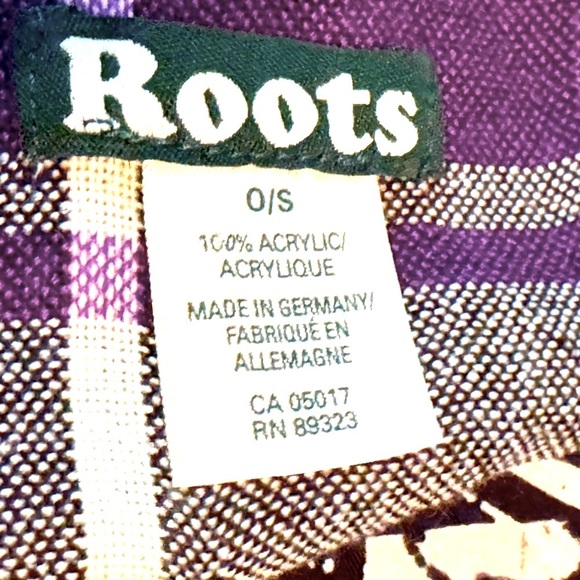 Roots
O/S
100% ACRYLIC/
ACRYLIQUE
MADE IN GERMANY/
FABRIQUÉ EN
ALLEMAGNE
CA 05017
RN 89323